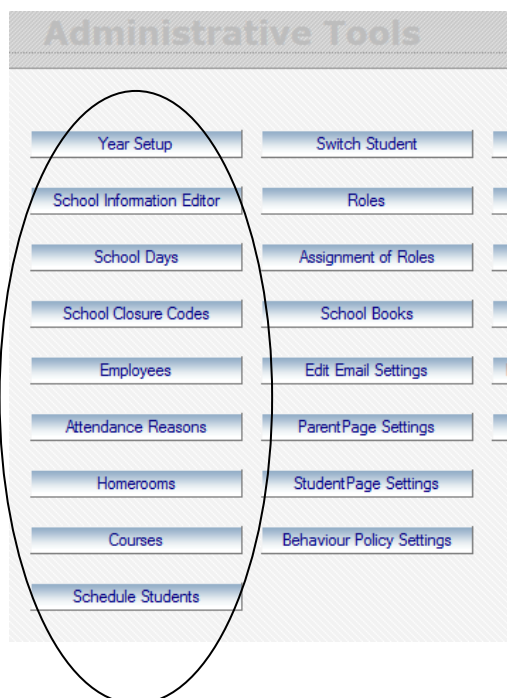 Administrative Tools
Year Setup
School Information Editor
School Days
School Closure Codes
Employees
Attendance Reasons
Homerooms
Courses
Schedule Students
Switch Student
Roles
Assignment of Roles
School Books
Edit Email Settings
ParentPage Settings
StudentPage Settings
Behaviour Policy Settings